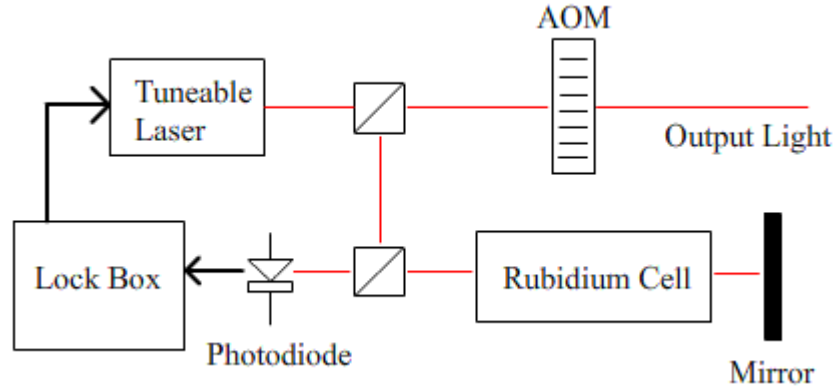 AOM
Tuneable
Laser
Output Light
Lock Box
Rubidium Cell
Photodiode
Mirror